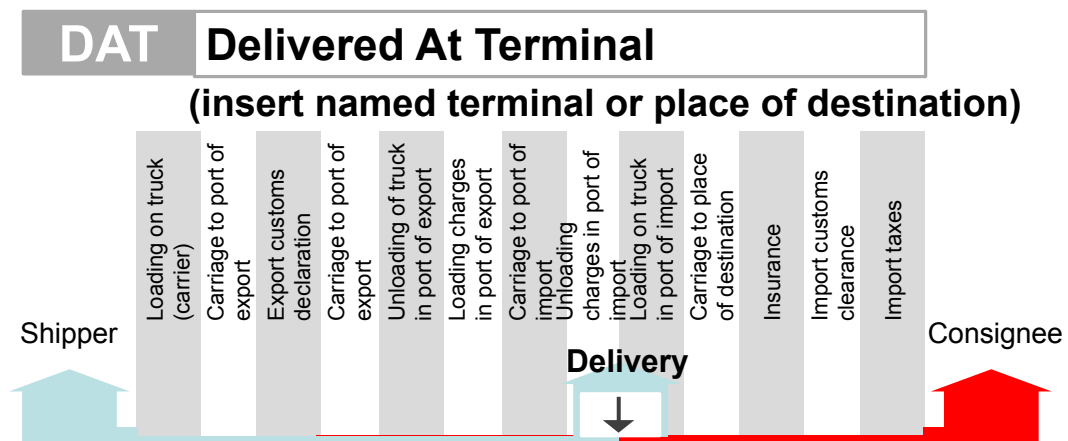 DAT
Delivered At Terminal
(insert named terminal or place of destination)
Loading on truck
(carrier)
Carriage to port of
export
Export customs
declaration
Carriage to port of
export
Unloading of truck
in port of export
Loading charges
in port of export
Carriage to port of
import
Unloading
charges in port of
import
Loading on truck
in port of import
Carriage to place
of destination
Insurance
Import customs
clearance
Import taxes
Shipper
Consignee
Delivery